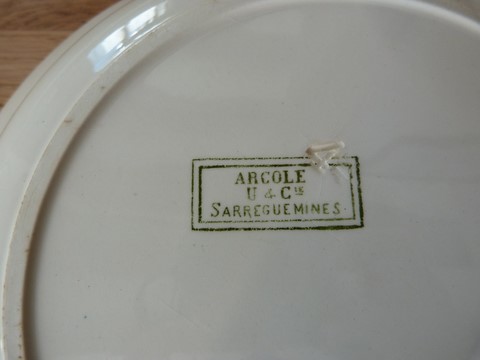 ARCOLE
U & Cie
SARREGUEMINES